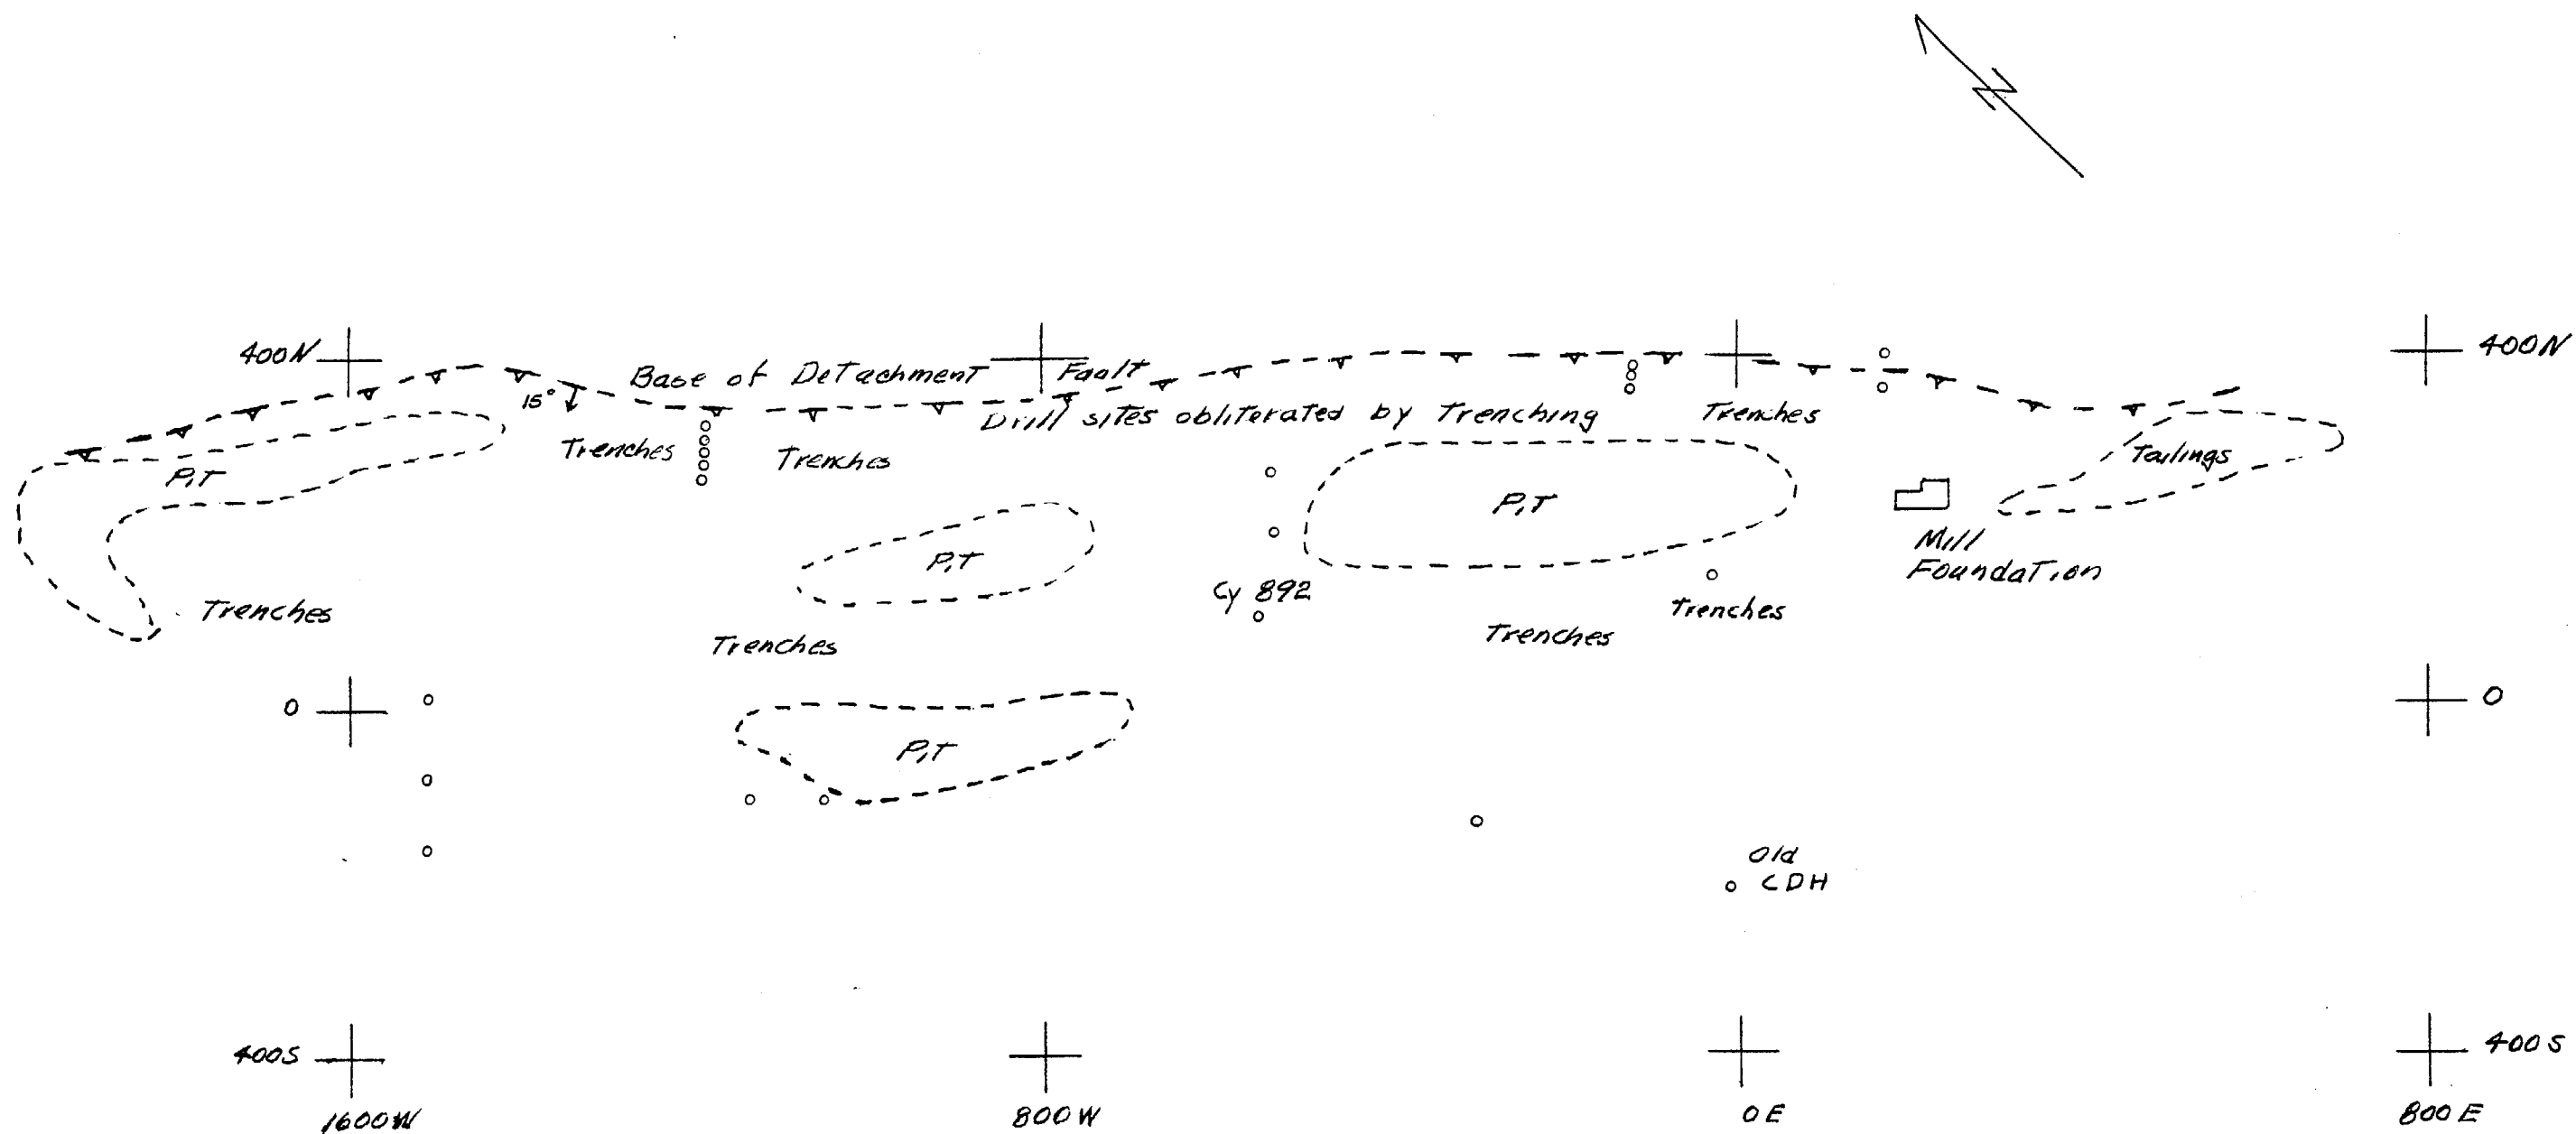 400N
400N
Base of Detachment Fault
15°
Drill sites obliterated by Trenching
Trenches
Trenches
Trenches
Tailings
Pit
Pit
Mill
Foundation
Pit
Cy 892
Trenches
Trenches
Trenches
Trenches
0
0
Pit
Old
CDH
400S
400S
1600W
800W
0E
800E